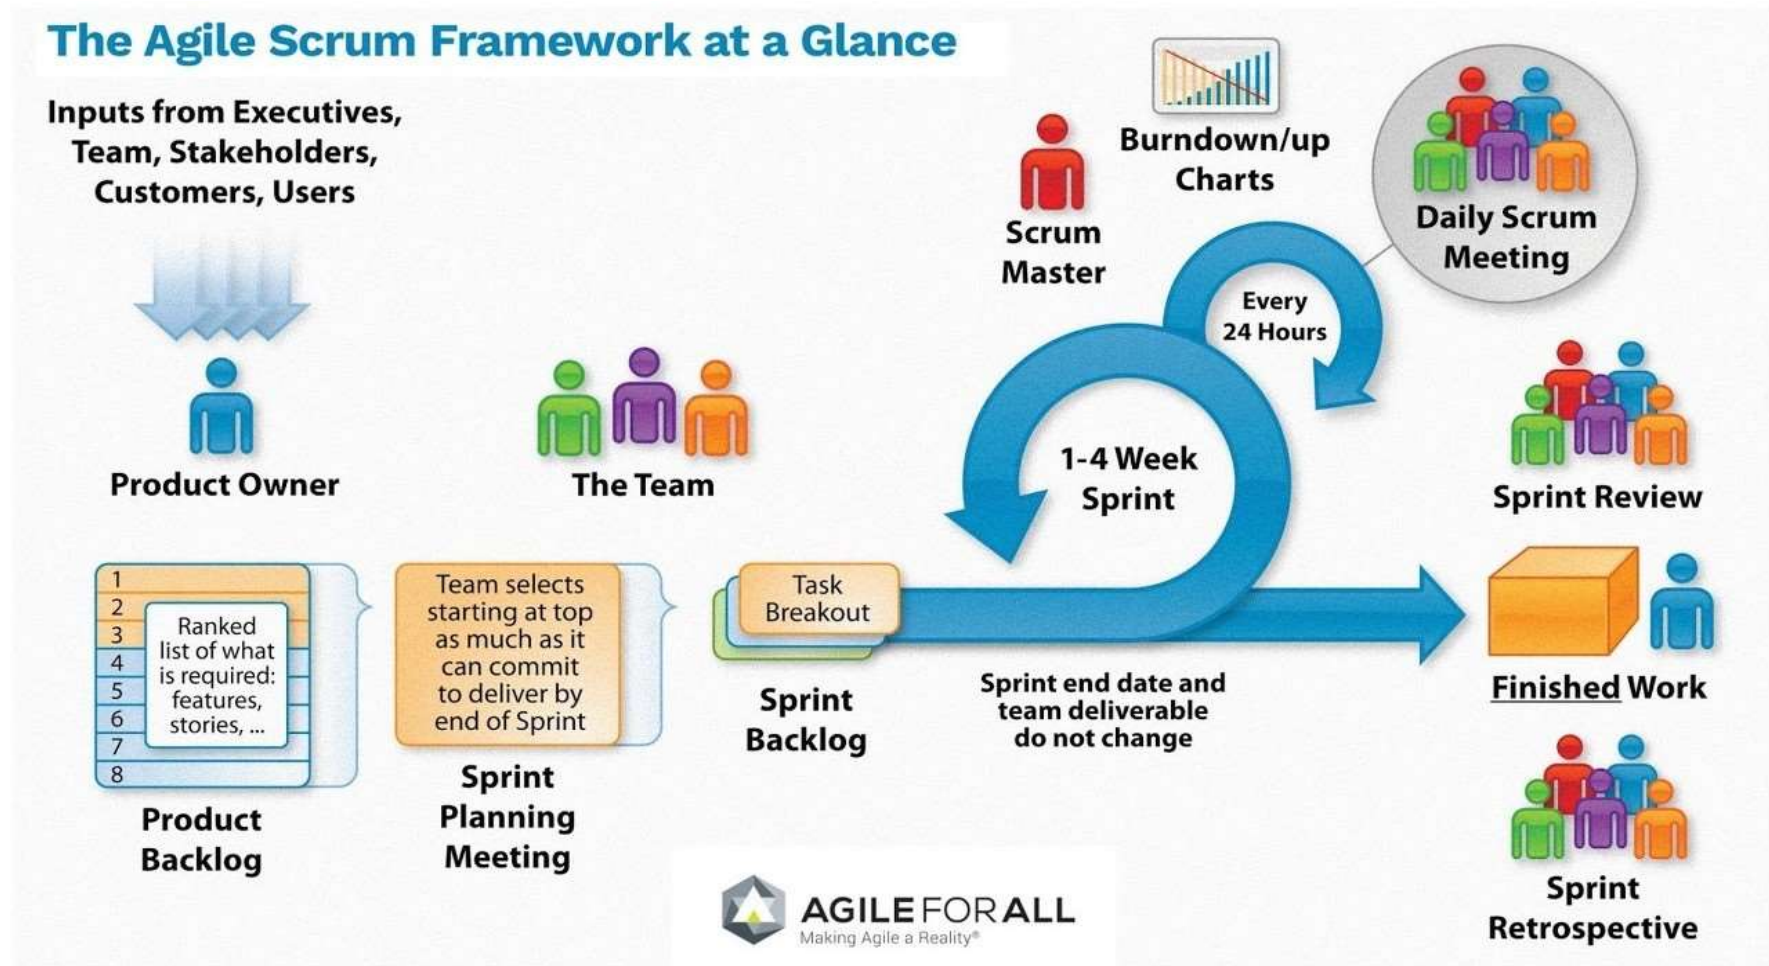 The Agile Scrum Framework at a Glance
Inputs from Executives,
Team, Stakeholders,
Customers, Users
Product Owner
The Team
Scrum
Master
Burndown/up
Charts
Daily Scrum
Meeting
Every
24 Hours
1-4 Week
Sprint
Sprint Review
1
2
3
4
5
6
7
8
Ranked
list of what
is required:
features,
stories, ...
Product
Backlog
Team selects
starting at top
as much as it
can commit
to deliver by
end of Sprint
Sprint
Planning
Meeting
Task
Breakout
Sprint
Backlog
Sprint end date and
team deliverable
do not change
Finished Work
Sprint
Retrospective
AGILE FOR ALL
Making Agile a Reality®